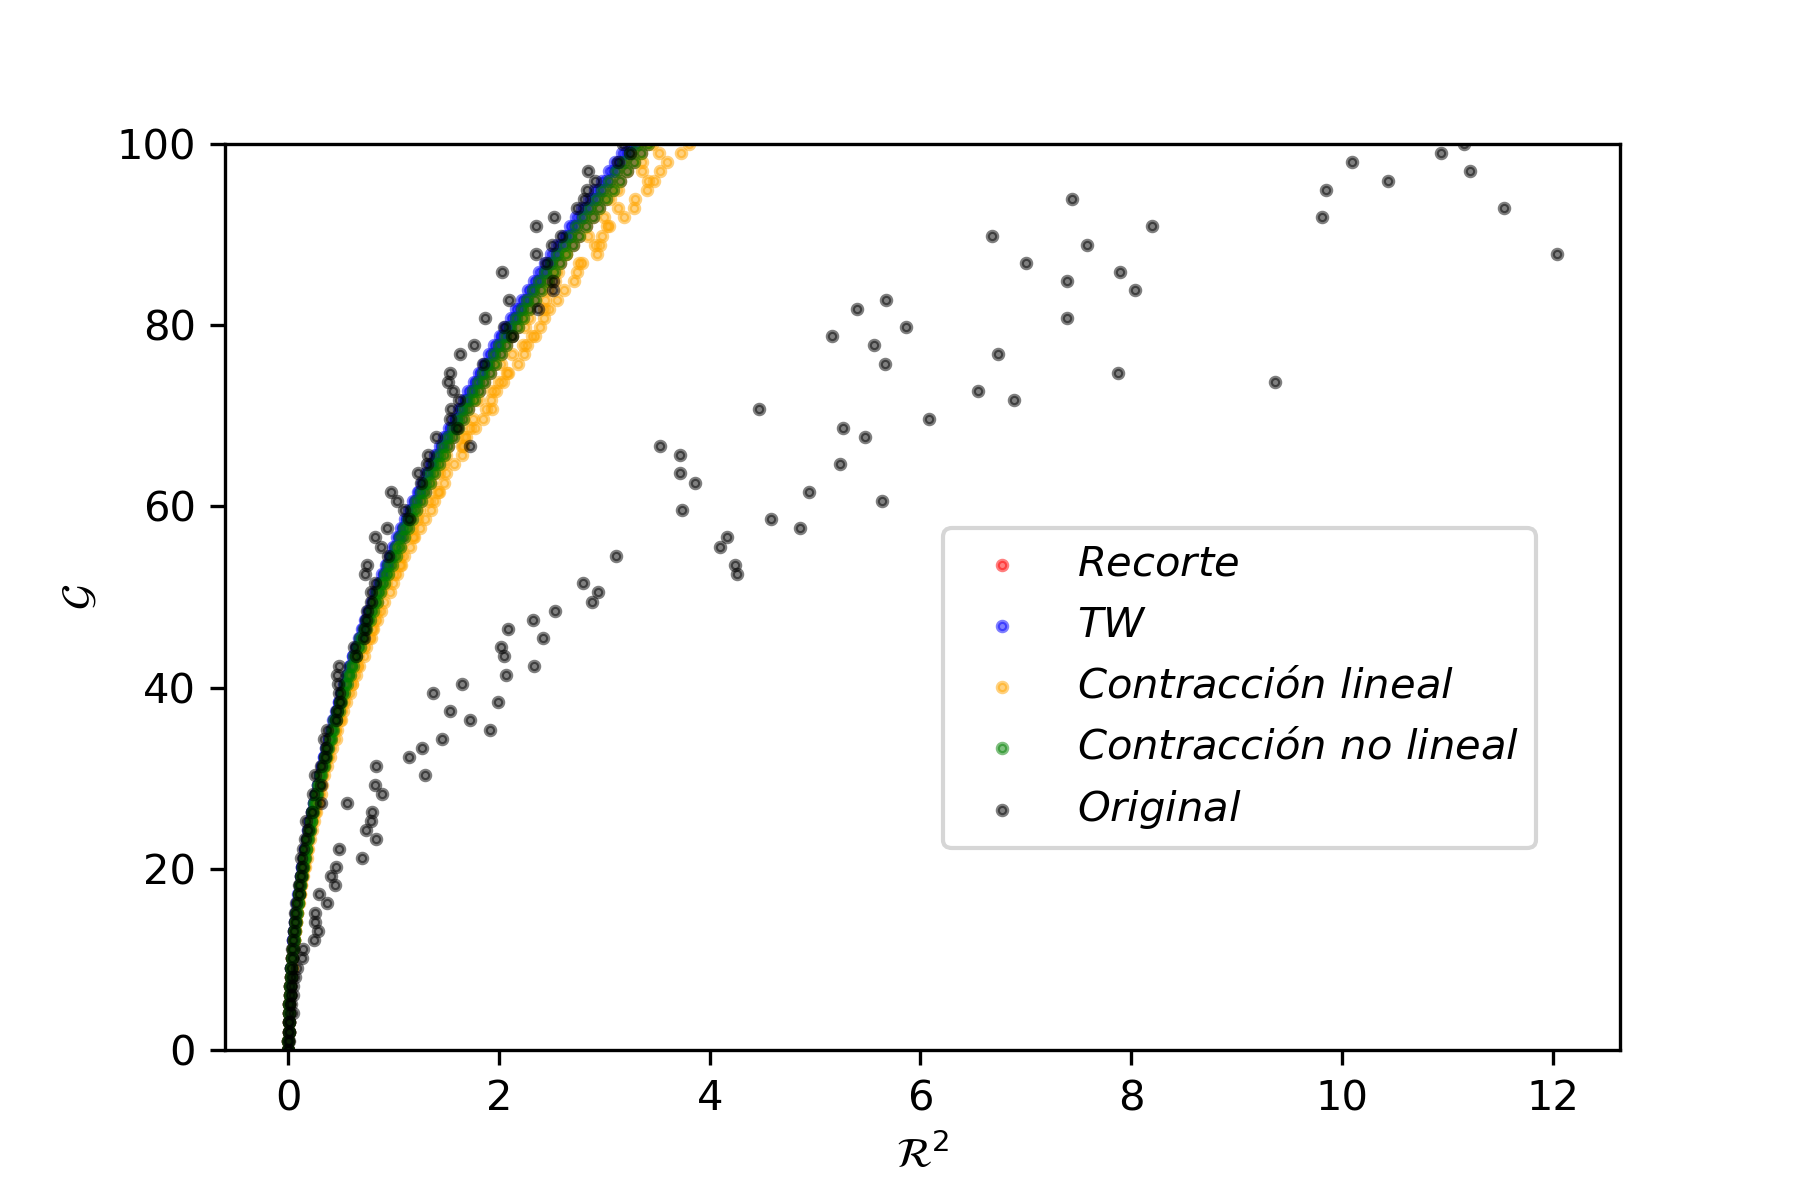 100
80
60
40
20
0
𝒢
Recorte
TW
Contracción lineal
Contracción no lineal
Original
0 2 4 6 8 10 12
ℛ²